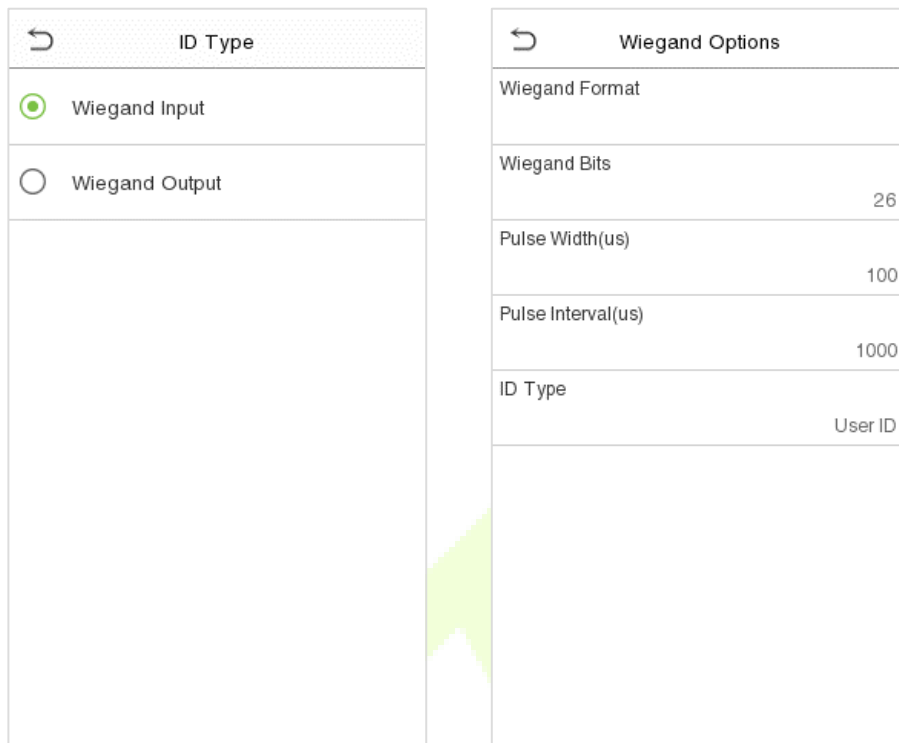 ID Type
Wiegand Input
Wiegand Output
Wiegand Options
Wiegand Format
Wiegand Bits
26
Pulse Width(us)
100
Pulse Interval(us)
1000
ID Type
User ID